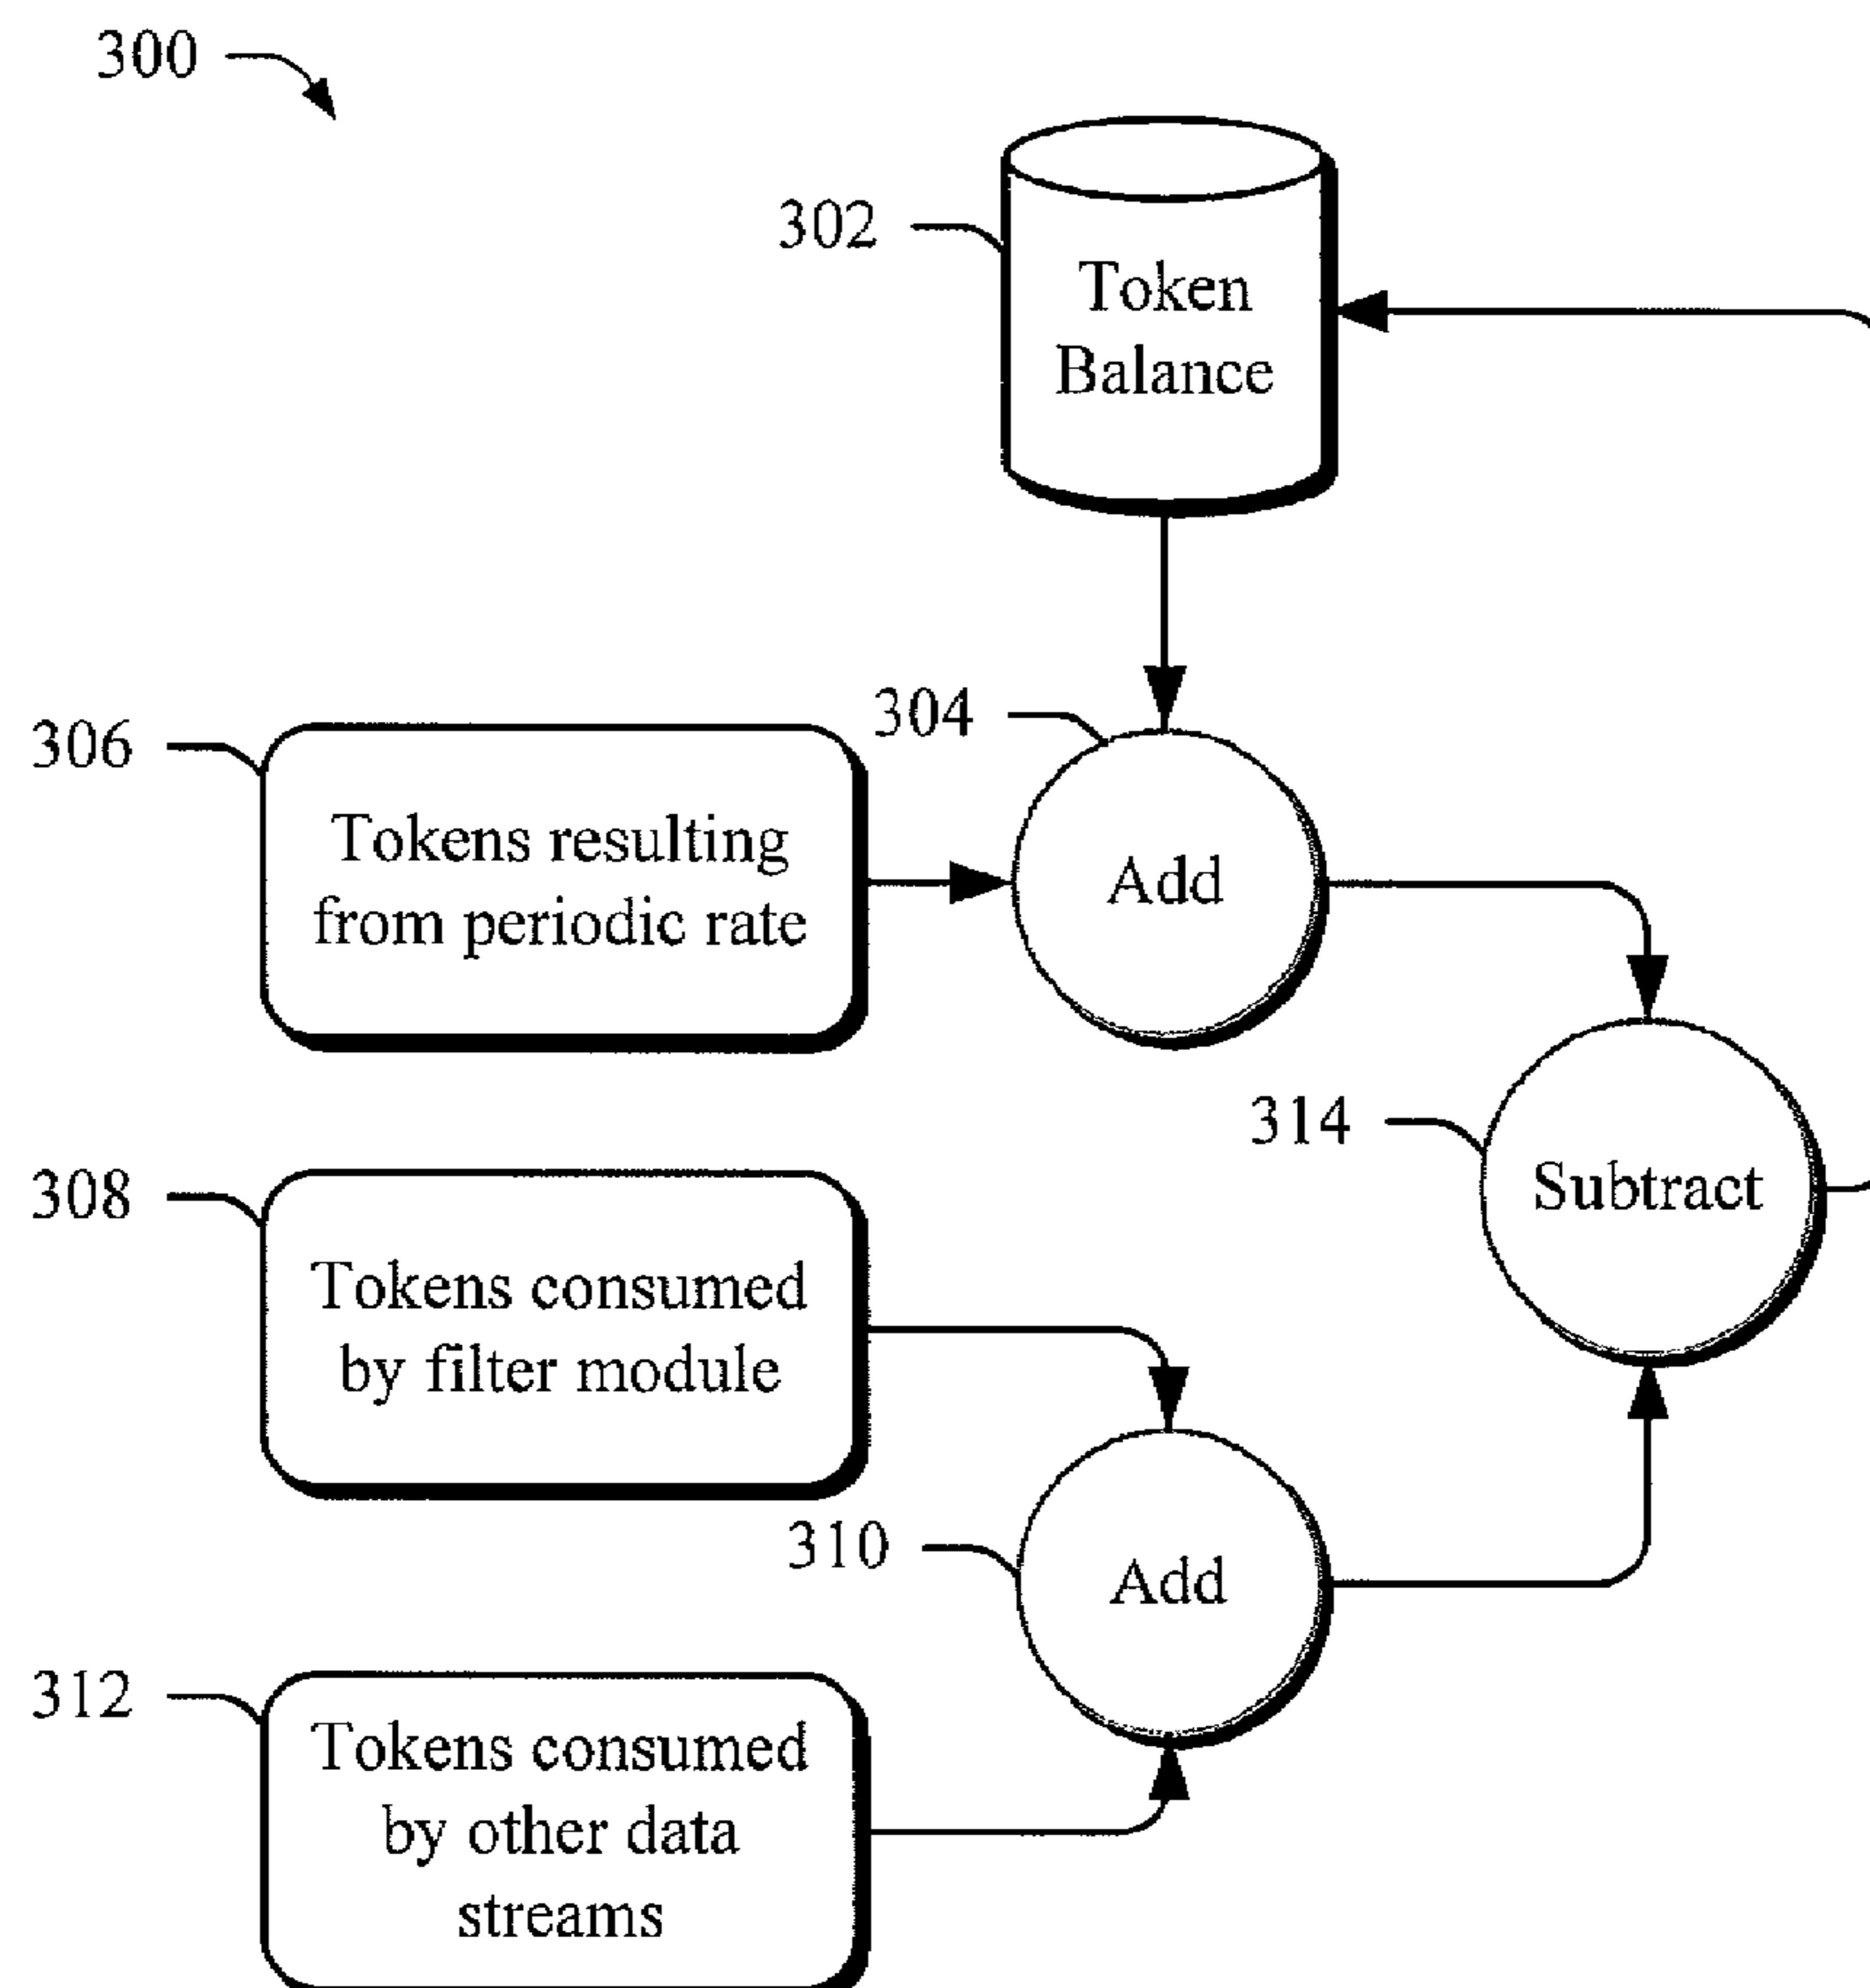 300
302
Token
Balance
304
306
Tokens resulting
from periodic rate
Add
314
Subtract
308
Tokens consumed
by filter module
310
Add
312
Tokens consumed
by other data
streams